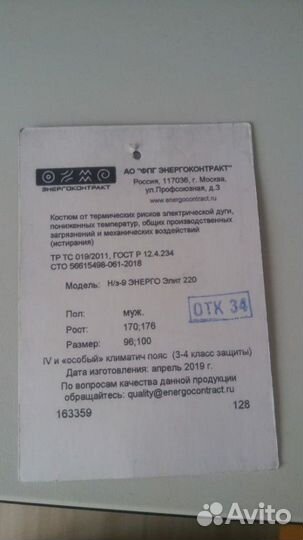 ЭНЕРГОКОНТРАКТ
АО "ФПГ ЭНЕРГОКОНТРАКТ"
Россия, 117036, г. Москва,
ул.Профсоюзная, д.3
www.energocontract.ru
Костюм от термических рисков электрической дуги,
пониженных температур, общих производственных
загрязнений и механических воздействий
(истирания)
ТР ТС 019/2011, ГОСТ Р 12.4.234
СТО 56615498-061-2018
Модель: Н/э-9 ЭНЕРГО Элит 220
ОТК 34
Пол: муж.
Рост: 170;176
Размер: 96;100
IV и «особый» климатич пояс (3-4 класс защиты)
Дата изготовления: апрель 2019 г.
По вопросам качества данной продукции
обращайтесь: quality@energocontract.ru
163359 128
Avito